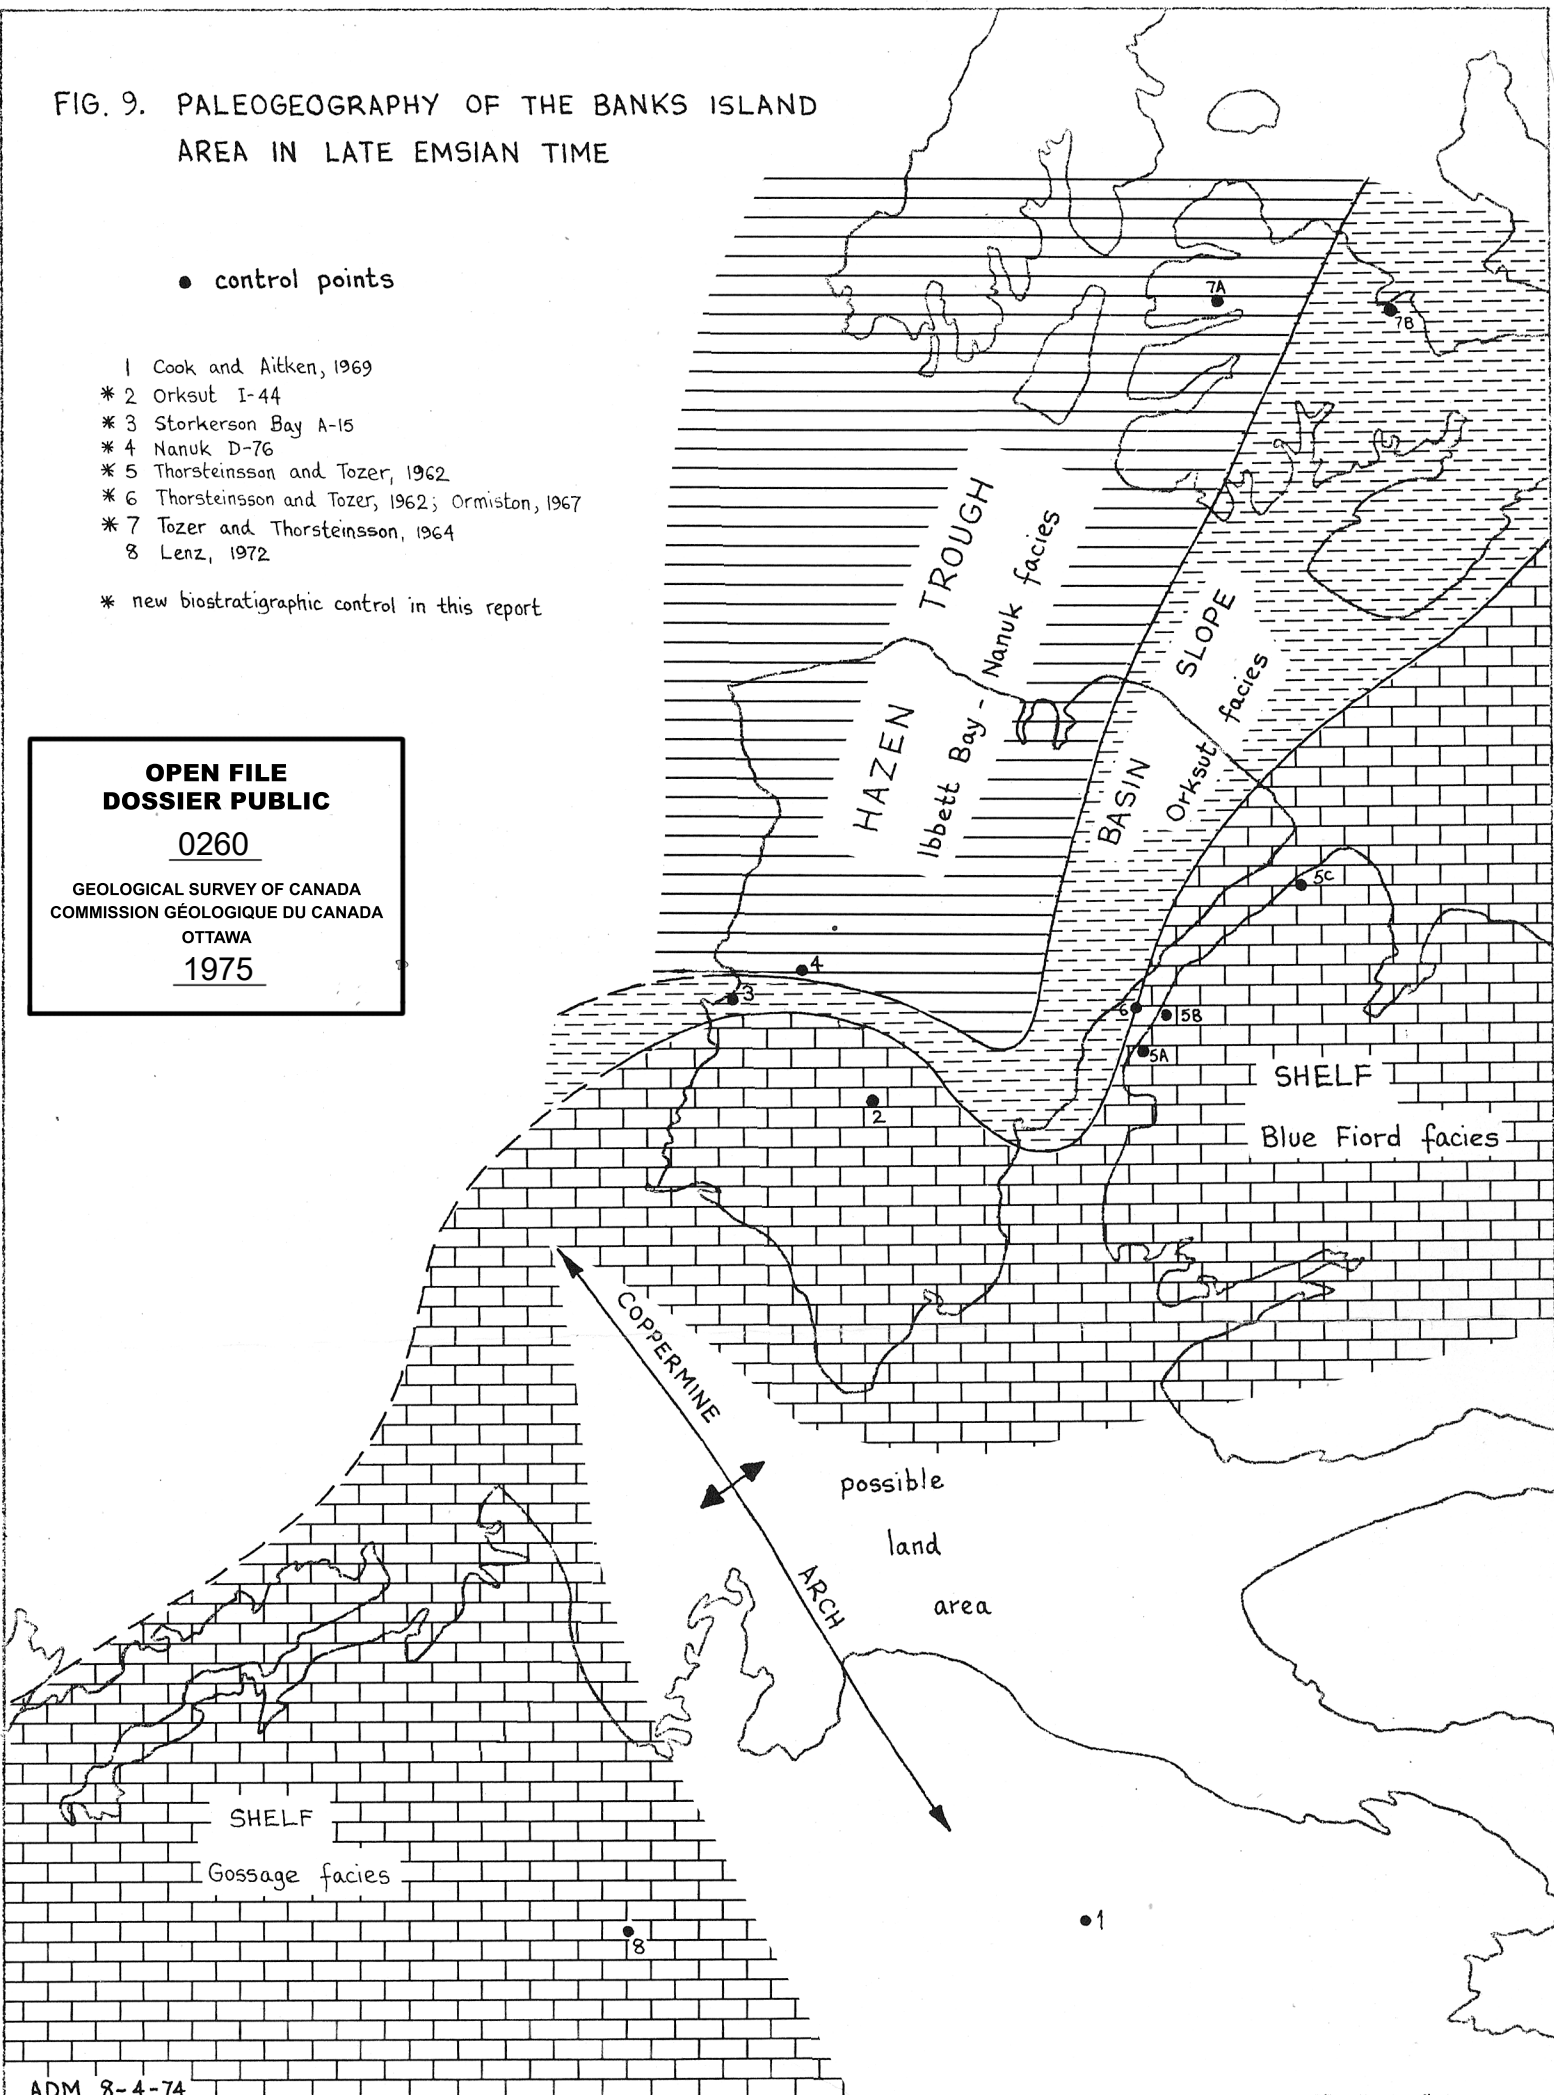 FIG. 9. PALEOGEOGRAPHY OF THE BANKS ISLAND
AREA IN LATE EMSIAN TIME
● control points
1 Cook and Aitken, 1969
* 2 Orksut I-44
* 3 Storkerson Bay A-15
* 4 Nanuk D-76
* 5 Thorsteinsson and Tozer, 1962
* 6 Thorsteinsson and Tozer, 1962; Ormiston, 1967
* 7 Tozer and Thorsteinsson, 1964
8 Lenz, 1972
* new biostratigraphic control in this report
OPEN FILE
DOSSIER PUBLIC
0260
GEOLOGICAL SURVEY OF CANADA
COMMISSION GÉOLOGIQUE DU CANADA
OTTAWA
1975
7A
7B
HAZEN TROUGH
Ibbett Bay - Nanuk facies
BASIN SLOPE
Orksut facies
5C
4
3
6
5B
5A
2
SHELF
Blue Fiord facies
COPPERMINE ARCH
possible
land
area
SHELF
Gossage facies
8
1
ADM 8-4-74